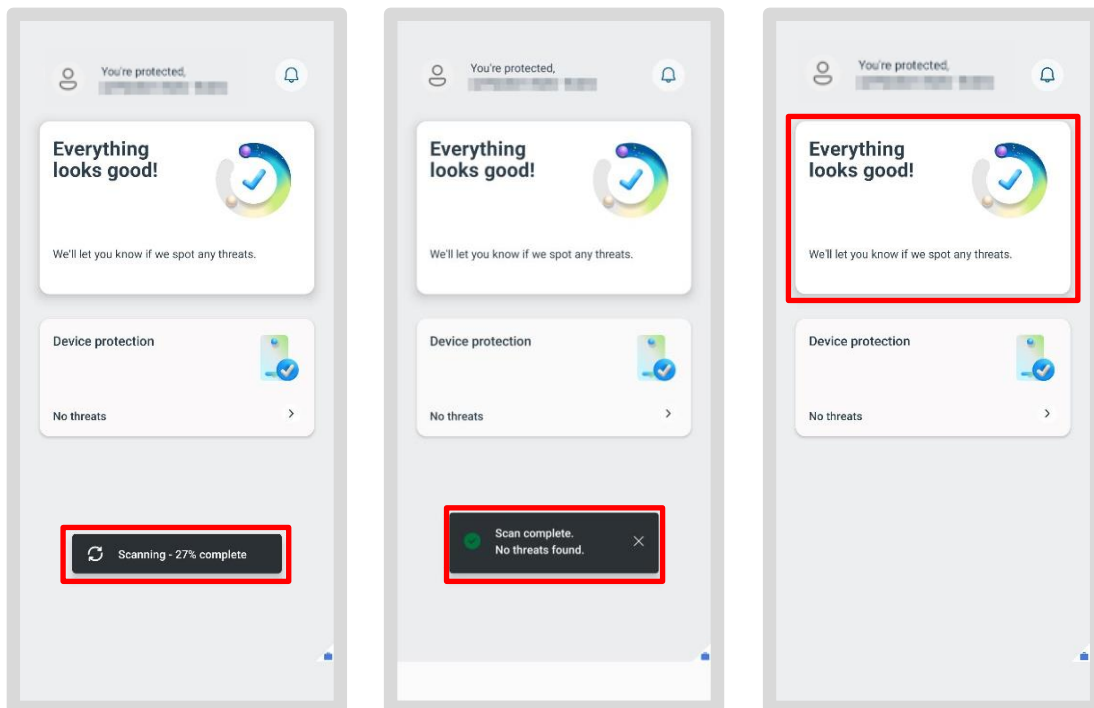 You're protected,
Everything
looks good!
We'll let you know if we spot any threats.
Device protection
No threats
Scanning - 27% complete
You're protected,
Everything
looks good!
We'll let you know if we spot any threats.
Device protection
No threats
Scan complete.
No threats found.
You're protected,
Everything
looks good!
We'll let you know if we spot any threats.
Device protection
No threats